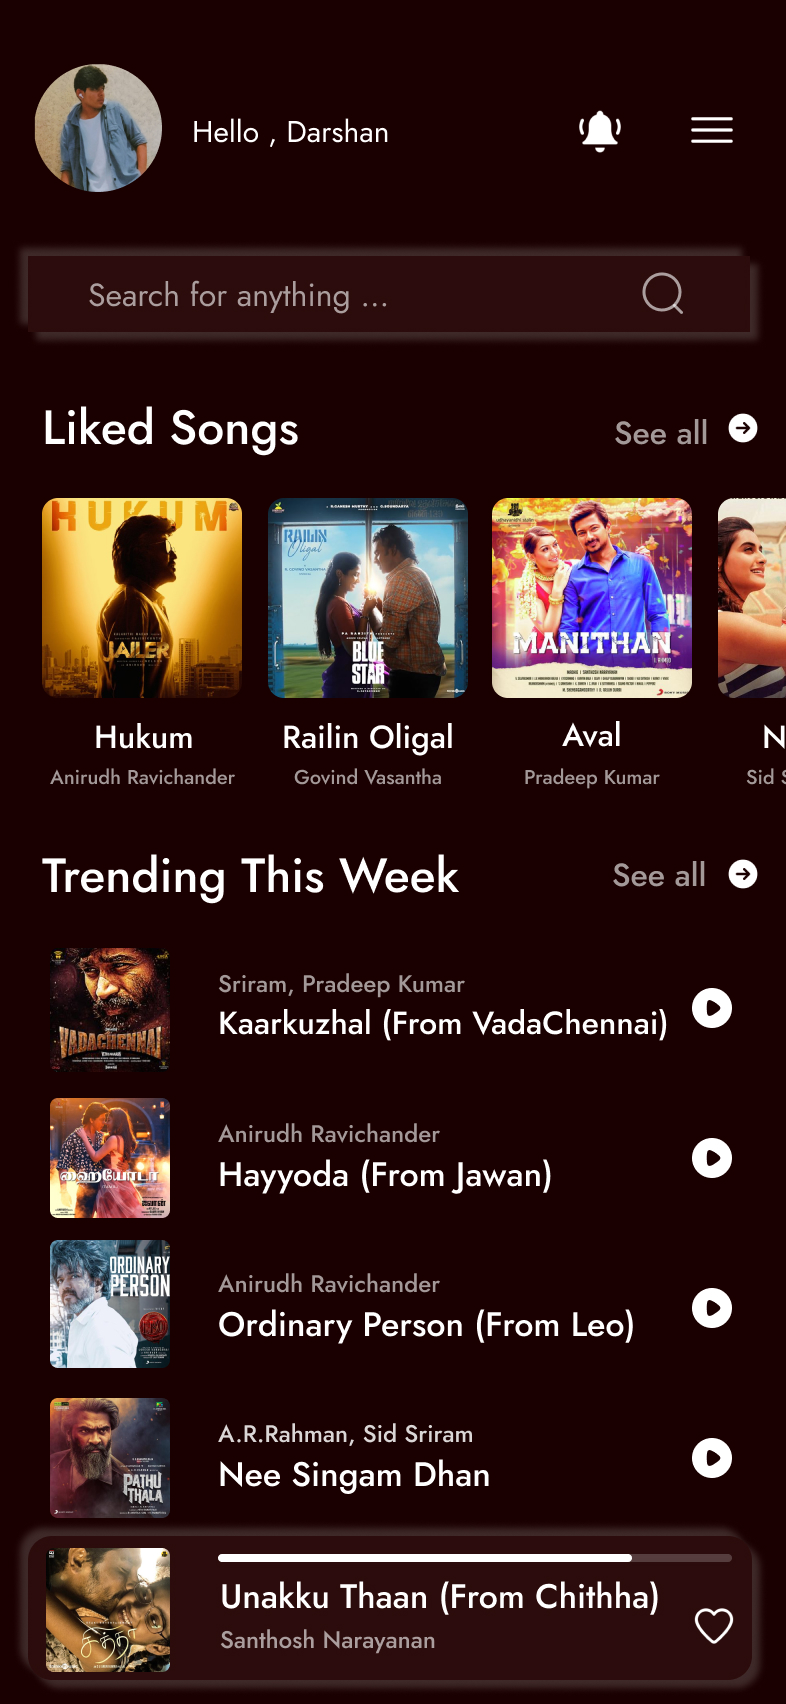 Hello , Darshan
Search for anything ...
Liked Songs
See all
HUKUM
JAILER
RAILIN
Oligal
BLUE
STAR
MANITHAN
Hukum
Railin Oligal
Aval
N
Anirudh Ravichander
Govind Vasantha
Pradeep Kumar
Sid S
Trending This Week
See all
VADACHENNAI
Sriram, Pradeep Kumar
Kaarkuzhal (From VadaChennai)
ஹையோடா
Anirudh Ravichander
Hayyoda (From Jawan)
ORDINARY
PERSON
Anirudh Ravichander
Ordinary Person (From Leo)
PATHU
THALA
A.R.Rahman, Sid Sriram
Nee Singam Dhan
சித்தா
Unakku Thaan (From Chithha)
Santhosh Narayanan